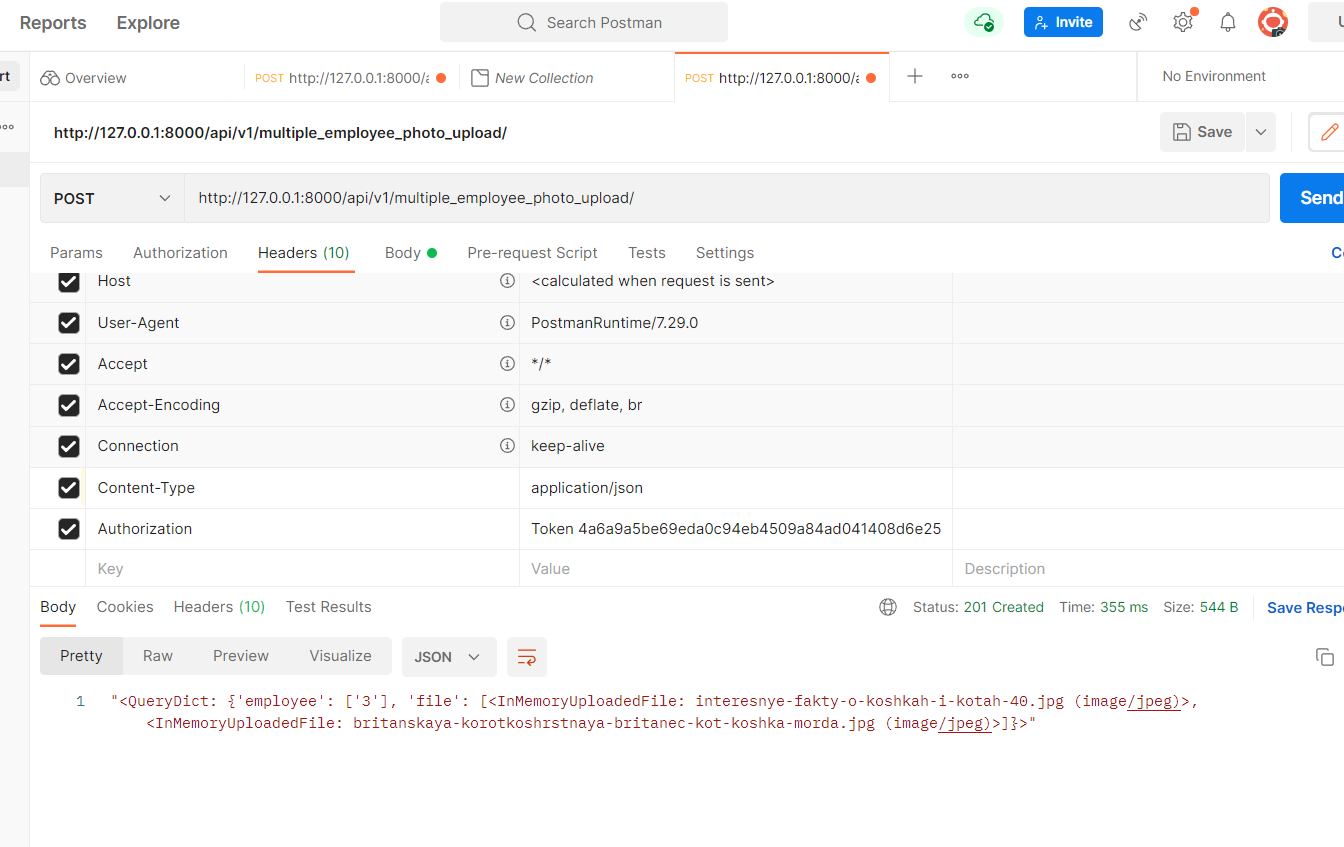 Reports Explore Search Postman Invite U
rt Overview POST http://127.0.0.1:8000/a New Collection POST http://127.0.0.1:8000/a No Environment
http://127.0.0.1:8000/api/v1/multiple_employee_photo_upload/ Save
POST http://127.0.0.1:8000/api/v1/multiple_employee_photo_upload/ Send
Params Authorization Headers (10) Body Pre-request Script Tests Settings Co
Host <calculated when request is sent>
User-Agent PostmanRuntime/7.29.0
Accept */*
Accept-Encoding gzip, deflate, br
Connection keep-alive
Content-Type application/json
Authorization Token 4a6a9a5be69eda0c94eb4509a84ad041408d6e25
Key Value Description
Body Cookies Headers (10) Test Results Status: 201 Created Time: 355 ms Size: 544 B Save Respo
Pretty Raw Preview Visualize JSON
1 "<QueryDict: {'employee': ['3'], 'file': [<InMemoryUploadedFile: interesnye-fakty-o-koshkah-i-kotah-40.jpg (image/jpeg)>,
<InMemoryUploadedFile: britanskaya-korotkoshrstnaya-britanec-kot-koshka-morda.jpg (image/jpeg)>]}>"